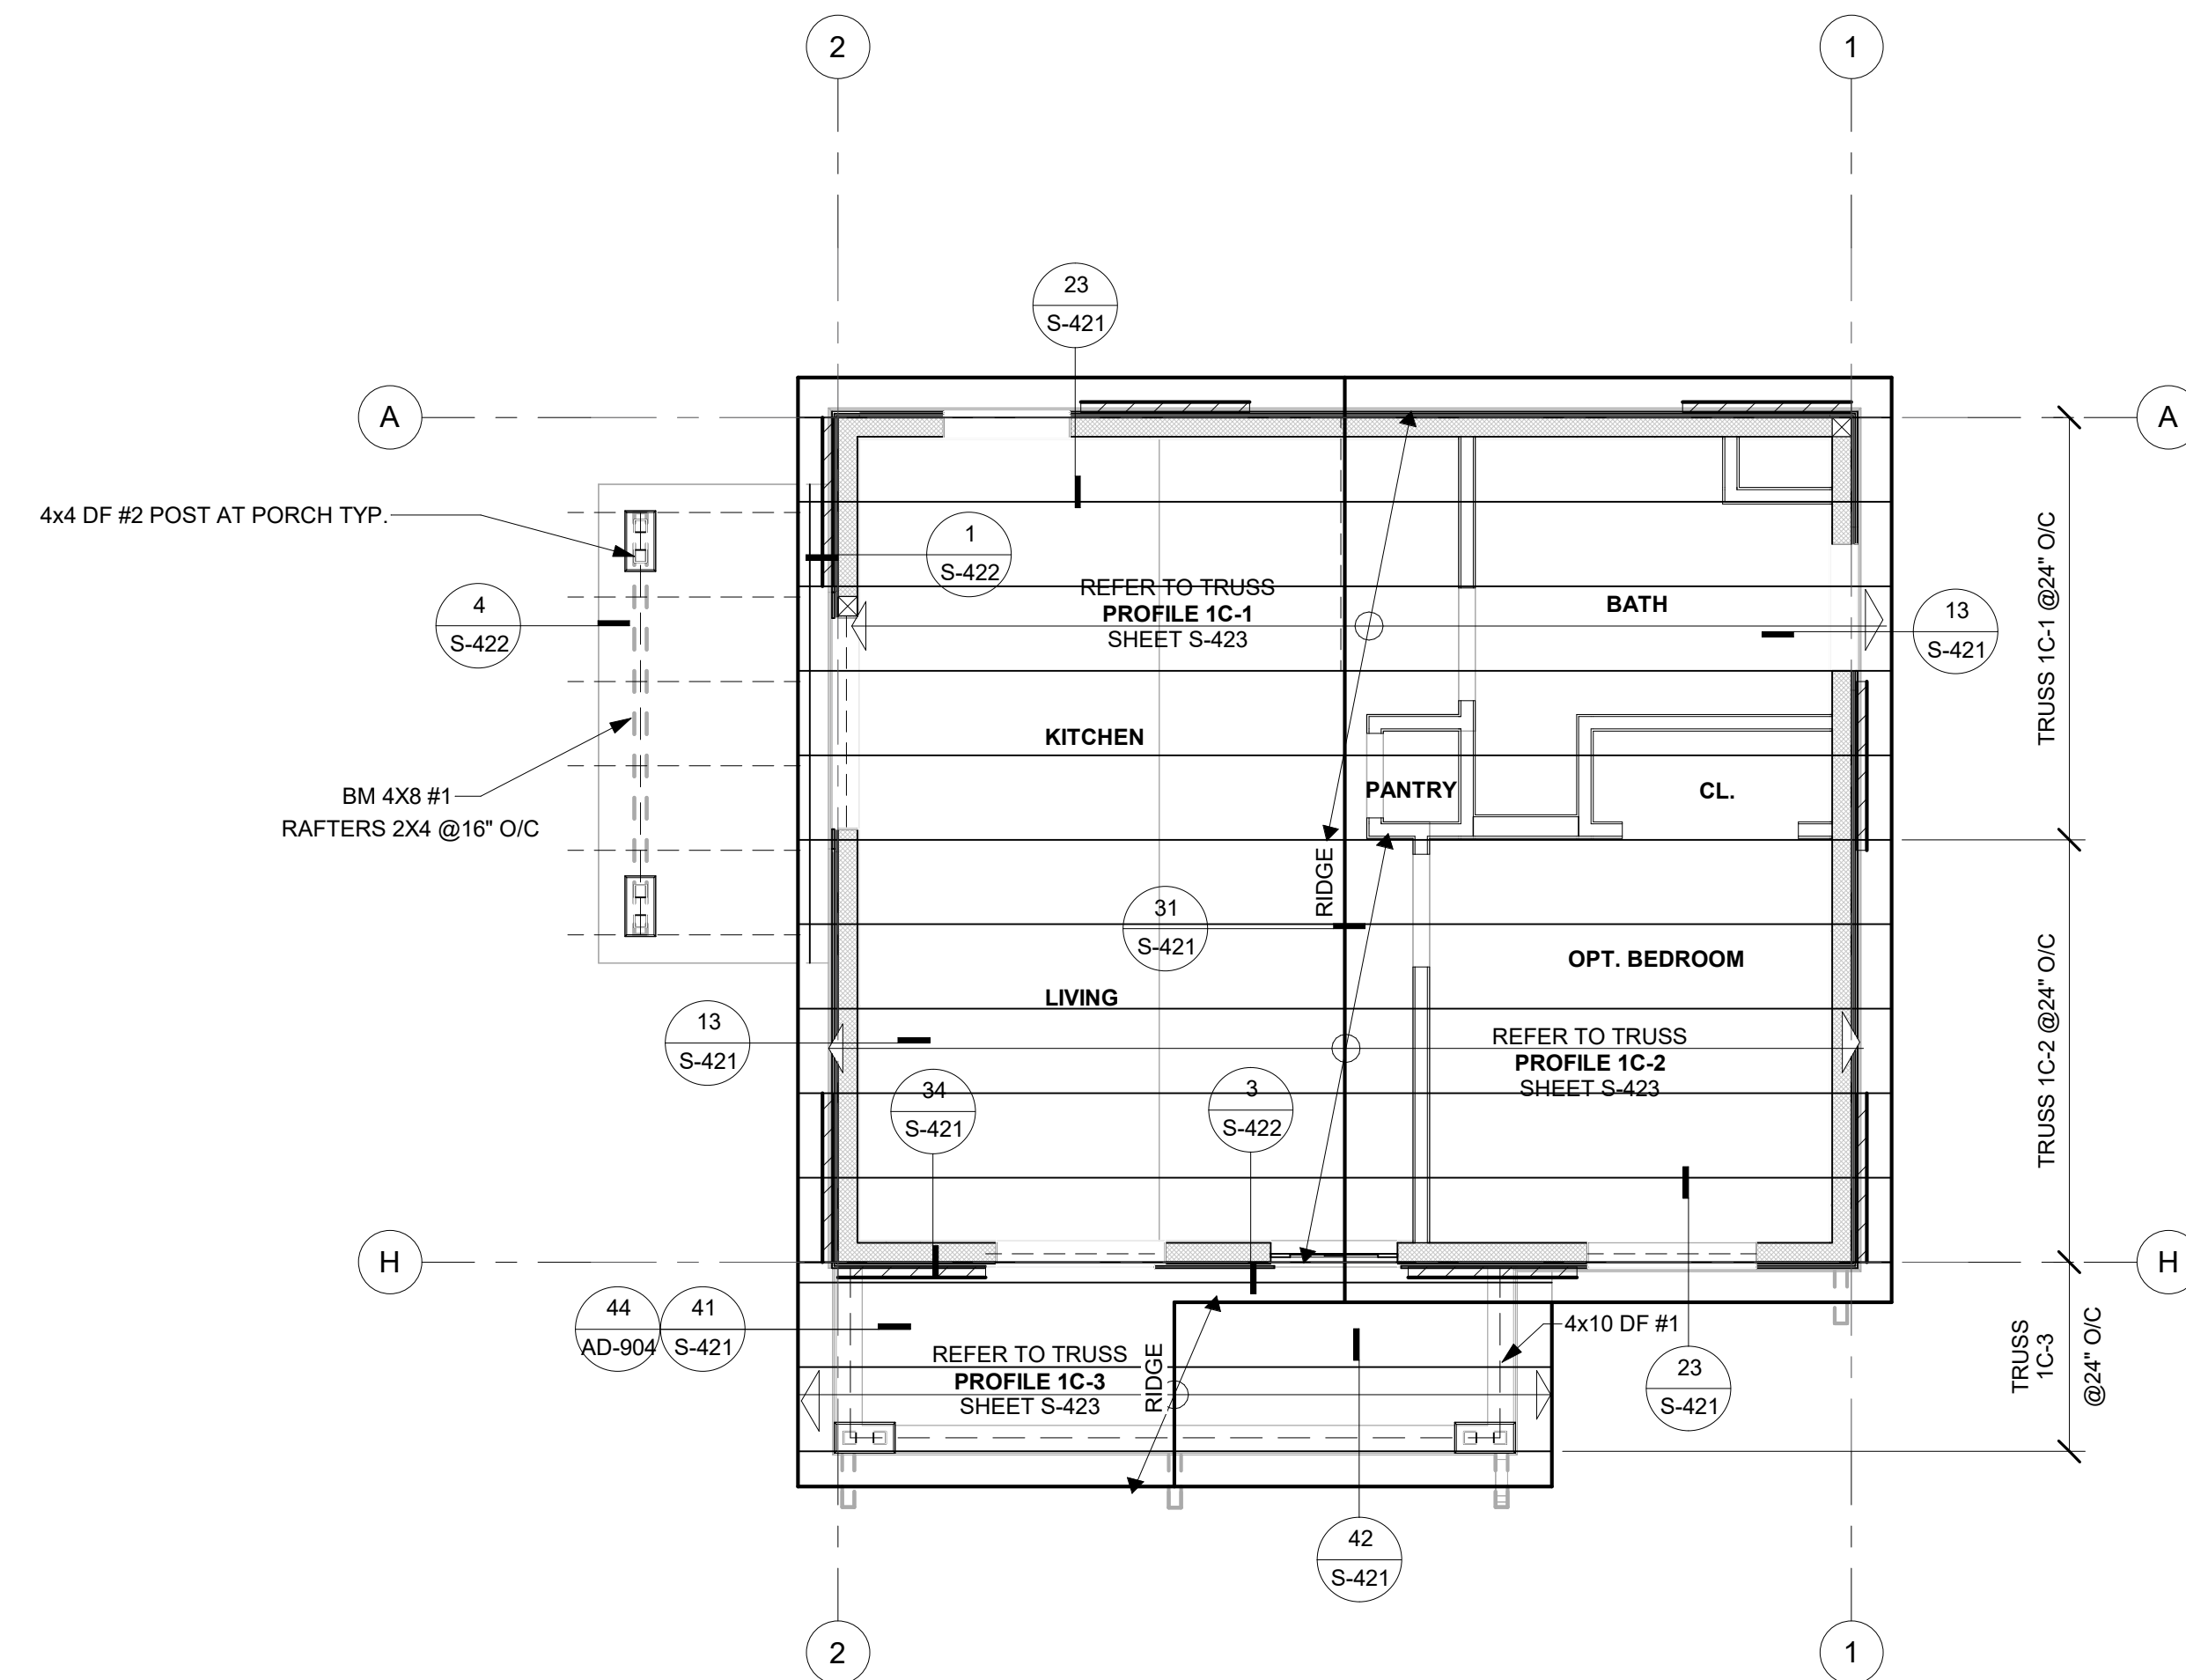 2
1
23
S-421
A
A
4x4 DF #2 POST AT PORCH TYP.
1
S-422
4
S-422
REFER TO TRUSS
PROFILE 1C-1
SHEET S-423
BATH
13
S-421
TRUSS 1C-1 @24" O/C
KITCHEN
BM 4X8 #1
RAFTERS 2X4 @16" O/C
PANTRY
CL.
RIDGE
31
S-421
OPT. BEDROOM
LIVING
TRUSS 1C-2 @24" O/C
13
S-421
REFER TO TRUSS
PROFILE 1C-2
SHEET S-423
34
S-421
3
S-422
H
H
44
AD-904
41
S-421
4x10 DF #1
REFER TO TRUSS
PROFILE 1C-3
SHEET S-423
RIDGE
23
S-421
TRUSS
1C-3
@24" O/C
42
S-421
2
1